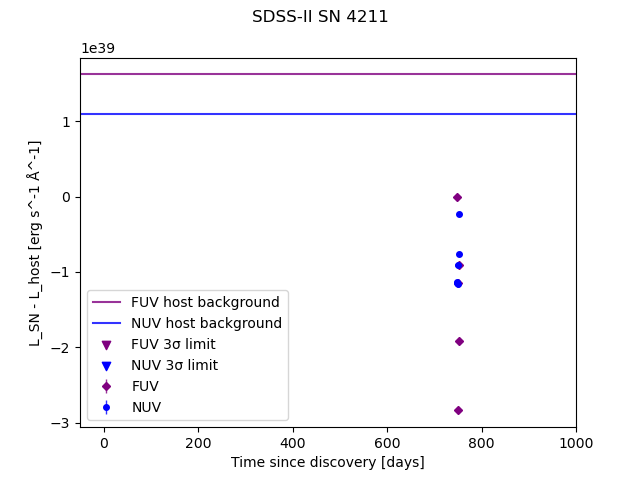 SDSS-II SN 4211
1e39
1
0
−1
−2
−3
L_SN - L_host [erg s^-1 Å^-1]
FUV host background
NUV host background
FUV 3σ limit
NUV 3σ limit
FUV
NUV
0 200 400 600 800 1000
Time since discovery [days]